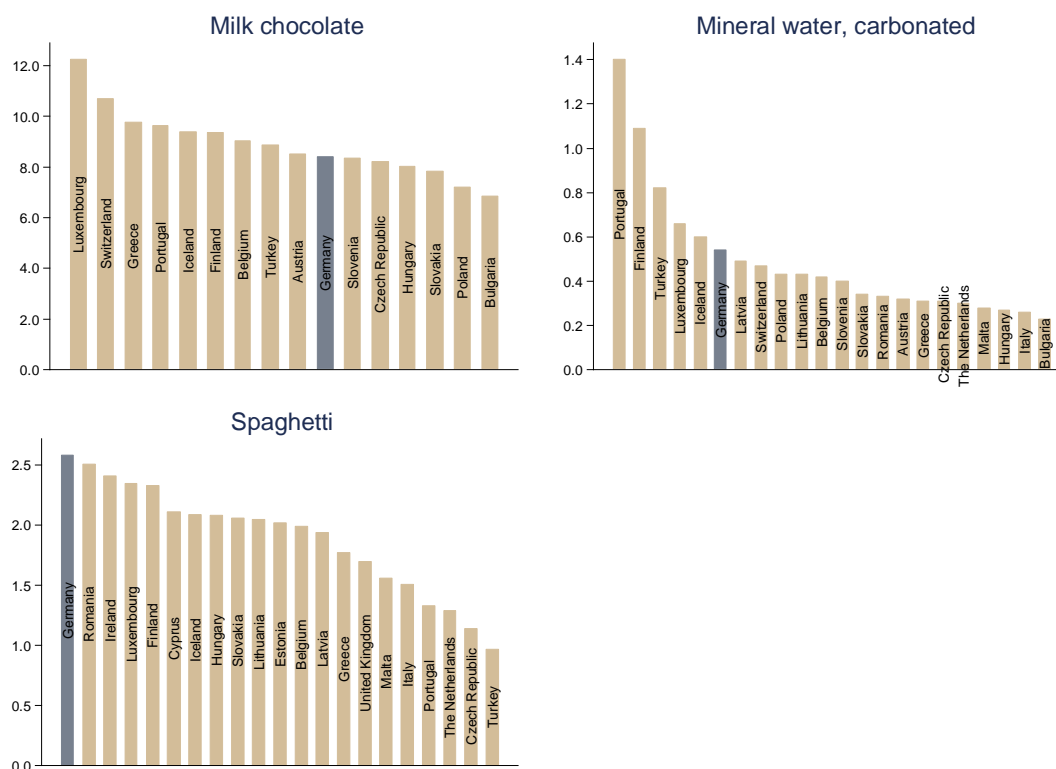 Milk chocolate
12.0
10.0
8.0
6.0
4.0
2.0
0.0
Luxembourg
Switzerland
Greece
Portugal
Iceland
Finland
Belgium
Turkey
Austria
Germany
Slovenia
Czech Republic
Hungary
Slovakia
Poland
Bulgaria
Mineral water, carbonated
1.4
1.2
1.0
0.8
0.6
0.4
0.2
0.0
Portugal
Finland
Turkey
Luxembourg
Iceland
Germany
Latvia
Switzerland
Poland
Lithuania
Belgium
Slovenia
Slovakia
Romania
Austria
Greece
Czech Republic
The Netherlands
Malta
Hungary
Italy
Bulgaria
Spaghetti
2.5
2.0
1.5
1.0
0.5
0.0
Germany
Romania
Ireland
Luxembourg
Finland
Cyprus
Iceland
Hungary
Slovakia
Lithuania
Estonia
Belgium
Latvia
Greece
United Kingdom
Malta
Italy
Portugal
The Netherlands
Czech Republic
Turkey